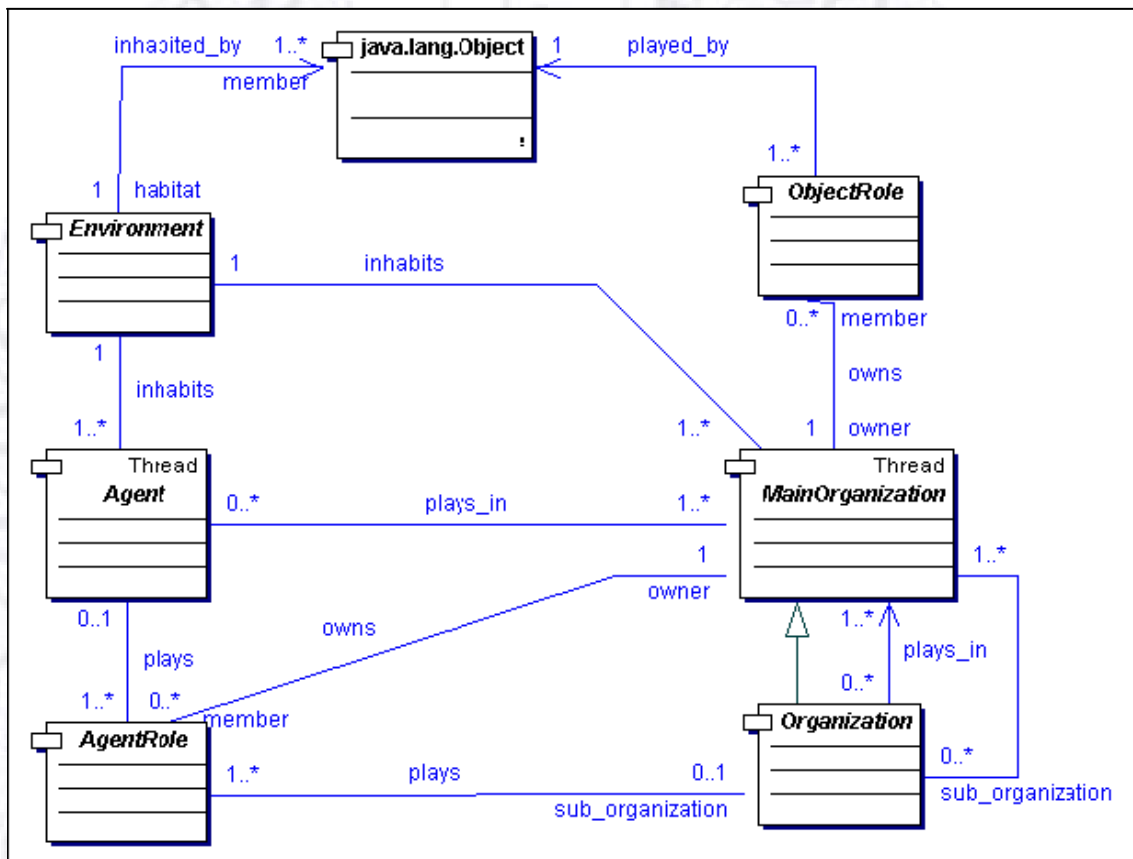 inhabited_by 1..*
member
java.lang.Object
1 played_by
1..*
1 habitat
Environment
ObjectRole
1 inhabits
0..* member
1
inhabits
owns
1..*
1..* 1 owner
Thread
Agent
Thread
MainOrganization
0..* plays_in 1..*
1
owner
1..*
0..1
owns
1..*
plays_in
plays
1..* 0..*
member
0..*
AgentRole
Organization
0..*
1..* plays 0..1
sub_organization
sub_organization